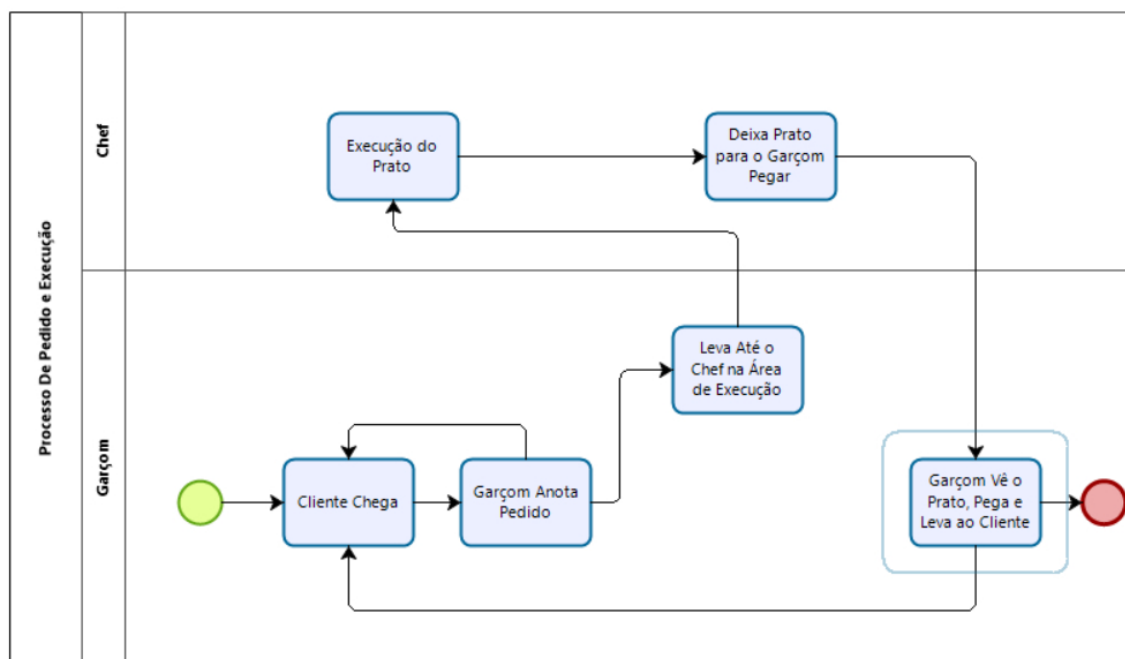 Processo De Pedido e Execução
Chef
Execução do
Prato
Deixa Prato
para o Garçom
Pegar
Garçom
Leva Até o
Chef na Área
de Execução
Cliente Chega
Garçom Anota
Pedido
Garçom Vê o
Prato, Pega e
Leva ao Cliente